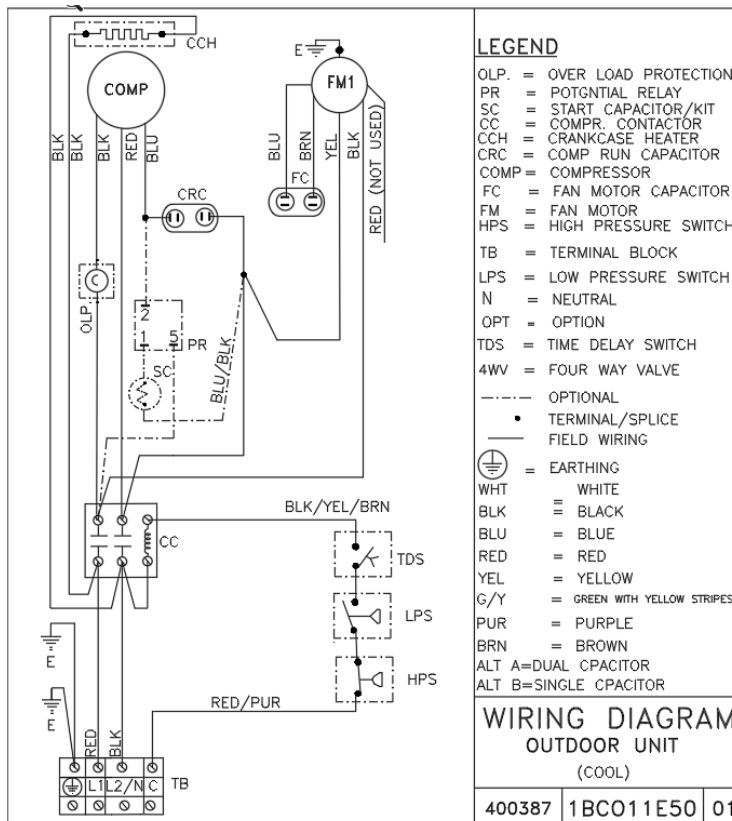 CCH
COMP
E
FM1
BLK
BLK
BLK
RED
BLU
BLU
BRN
YEL
BLK
RED (NOT USED)
FC
CRC
C
OLP
2
1
5
PR
SC
BLU/BLK
BLK/YEL/BRN
CC
TDS
LPS
HPS
E
E
RED/PUR
RED
BLK
L1
L2/N
C
TB
LEGEND
OLP. = OVER LOAD PROTECTION
PR = POTGNTIAL RELAY
SC = START CAPACITOR/KIT
CC = COMPR. CONTACTOR
CCH = CRANKCASE HEATER
CRC = COMP RUN CAPACITOR
COMP = COMPRESSOR
FC = FAN MOTOR CAPACITOR
FM = FAN MOTOR
HPS = HIGH PRESSURE SWITCH
TB = TERMINAL BLOCK
LPS = LOW PRESSURE SWITCH
N = NEUTRAL
OPT = OPTION
TDS = TIME DELAY SWITCH
4WV = FOUR WAY VALVE
OPTIONAL
TERMINAL/SPLICE
FIELD WIRING
= EARTHING
WHT = WHITE
BLK = BLACK
BLU = BLUE
RED = RED
YEL = YELLOW
G/Y = GREEN WITH YELLOW STRIPES
PUR = PURPLE
BRN = BROWN
ALT A=DUAL CPACITOR
ALT B=SINGLE CPACITOR
WIRING DIAGRAM
OUTDOOR UNIT
(COOL)
400387 1BCO11E50 01